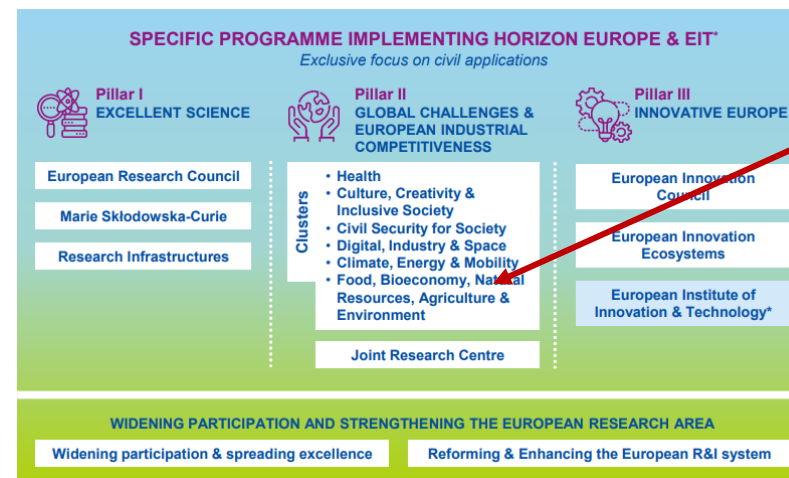 SPECIFIC PROGRAMME IMPLEMENTING HORIZON EUROPE & EIT*
Exclusive focus on civil applications
Pillar I
EXCELLENT SCIENCE
European Research Council
Marie Skłodowska-Curie
Research Infrastructures
Pillar II
GLOBAL CHALLENGES &
EUROPEAN INDUSTRIAL
COMPETITIVENESS
Clusters
• Health
• Culture, Creativity &
Inclusive Society
• Civil Security for Society
• Digital, Industry & Space
• Climate, Energy & Mobility
• Food, Bioeconomy, Natural
Resources, Agriculture &
Environment
Joint Research Centre
Pillar III
INNOVATIVE EUROPE
European Innovation
Council
European Innovation
Ecosystems
European Institute of
Innovation & Technology*
WIDENING PARTICIPATION AND STRENGTHENING THE EUROPEAN RESEARCH AREA
Widening participation & spreading excellence
Reforming & Enhancing the European R&I system